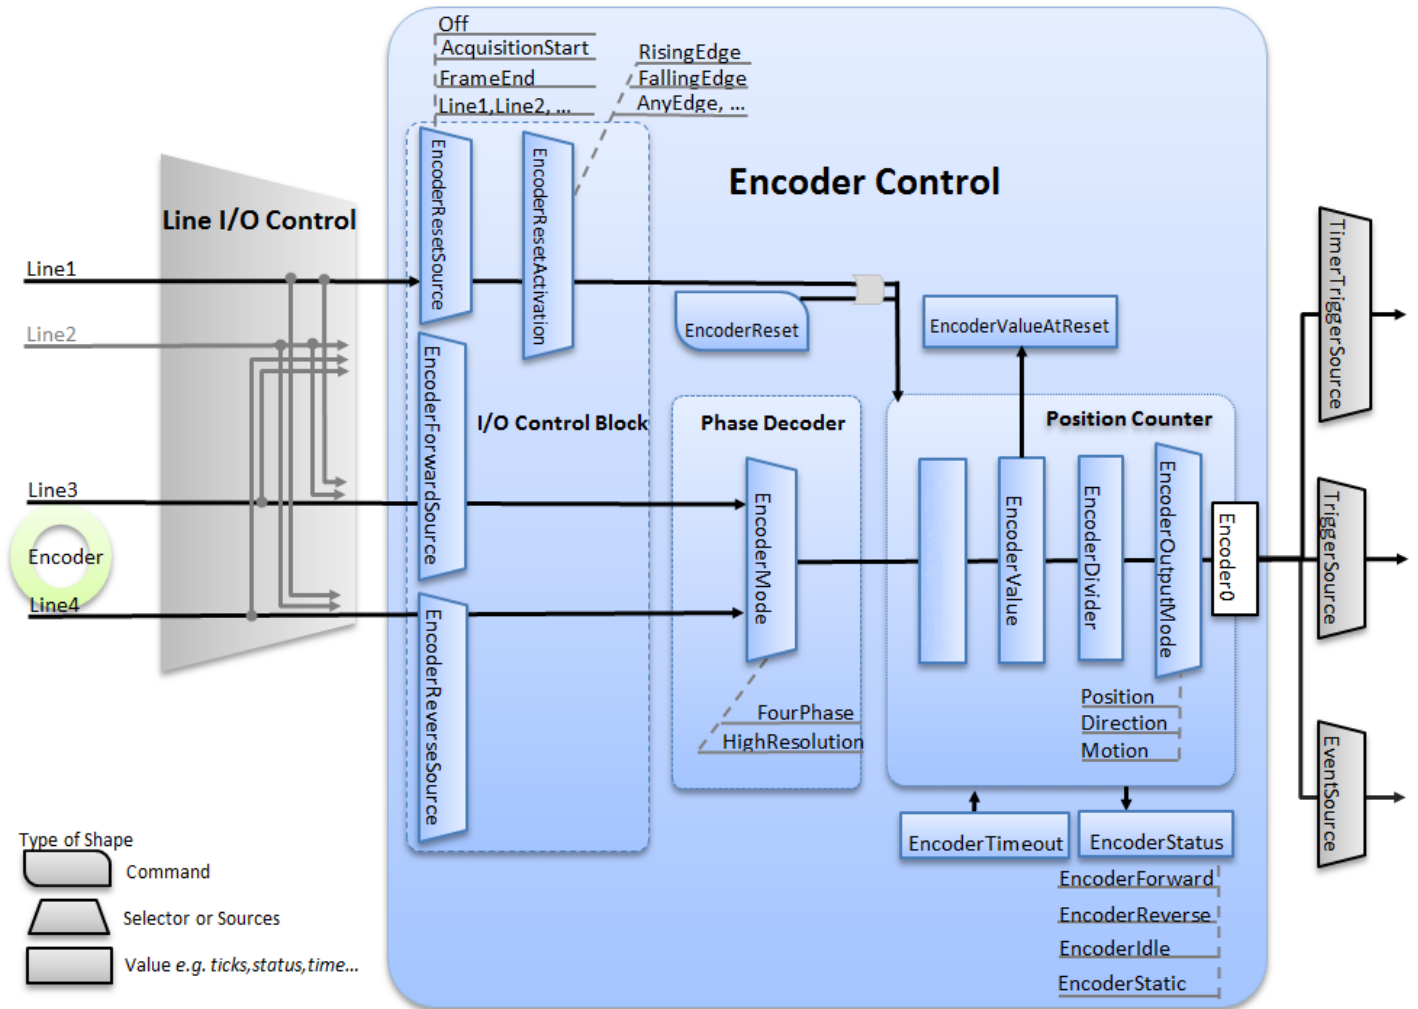 Off
AcquisitionStart
FrameEnd
Line1,Line2, ...
RisingEdge
FallingEdge
AnyEdge, ...
Encoder Control
Line I/O Control
Line1
Line2
Line3
Encoder
Line4
EncoderResetSource
EncoderResetActivation
EncoderForwardSource
EncoderReverseSource
I/O Control Block
EncoderReset
EncoderValueAtReset
Phase Decoder
EncoderMode
FourPhase
HighResolution
Position Counter
EncoderValue
EncoderDivider
EncoderOutputMode
Position
Direction
Motion
Encoder0
EncoderTimeout
EncoderStatus
EncoderForward
EncoderReverse
EncoderIdle
EncoderStatic
TimerTriggerSource
TriggerSource
EventSource
Type of Shape
Command
Selector or Sources
Value e.g. ticks,status,time...